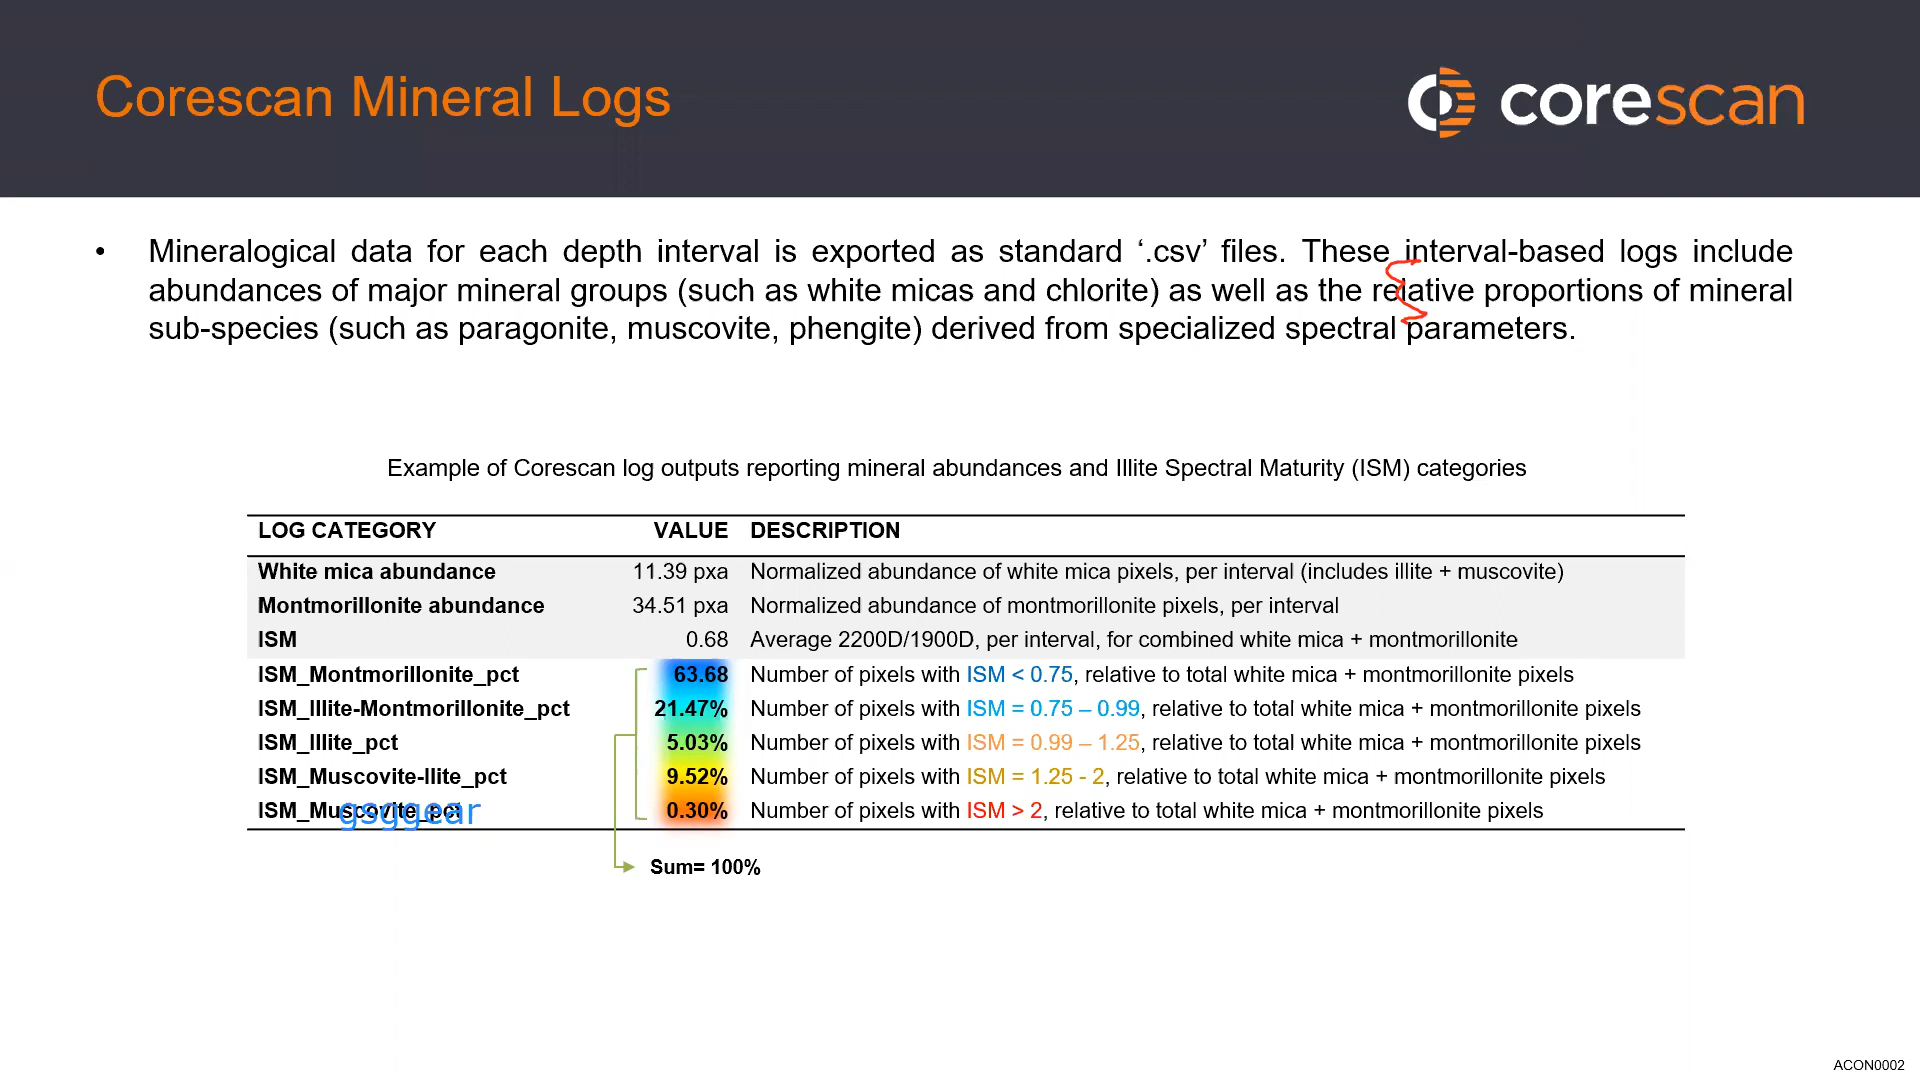 Corescan Mineral Logs
corescan
• Mineralogical data for each depth interval is exported as standard ‘.csv’ files. These interval-based logs include
abundances of major mineral groups (such as white micas and chlorite) as well as the relative proportions of mineral
sub-species (such as paragonite, muscovite, phengite) derived from specialized spectral parameters.
Example of Corescan log outputs reporting mineral abundances and Illite Spectral Maturity (ISM) categories
LOG CATEGORY VALUE DESCRIPTION
White mica abundance 11.39 pxa Normalized abundance of white mica pixels, per interval (includes illite + muscovite)
Montmorillonite abundance 34.51 pxa Normalized abundance of montmorillonite pixels, per interval
ISM 0.68 Average 2200D/1900D, per interval, for combined white mica + montmorillonite
ISM_Montmorillonite_pct 63.68 Number of pixels with ISM < 0.75, relative to total white mica + montmorillonite pixels
ISM_Illite-Montmorillonite_pct 21.47% Number of pixels with ISM = 0.75 – 0.99, relative to total white mica + montmorillonite pixels
ISM_Illite_pct 5.03% Number of pixels with ISM = 0.99 – 1.25, relative to total white mica + montmorillonite pixels
ISM_Muscovite-Ilite_pct 9.52% Number of pixels with ISM = 1.25 - 2, relative to total white mica + montmorillonite pixels
ISM_Muscovite_pct 0.30% Number of pixels with ISM > 2, relative to total white mica + montmorillonite pixels
gsggear
Sum= 100%
ACON0002